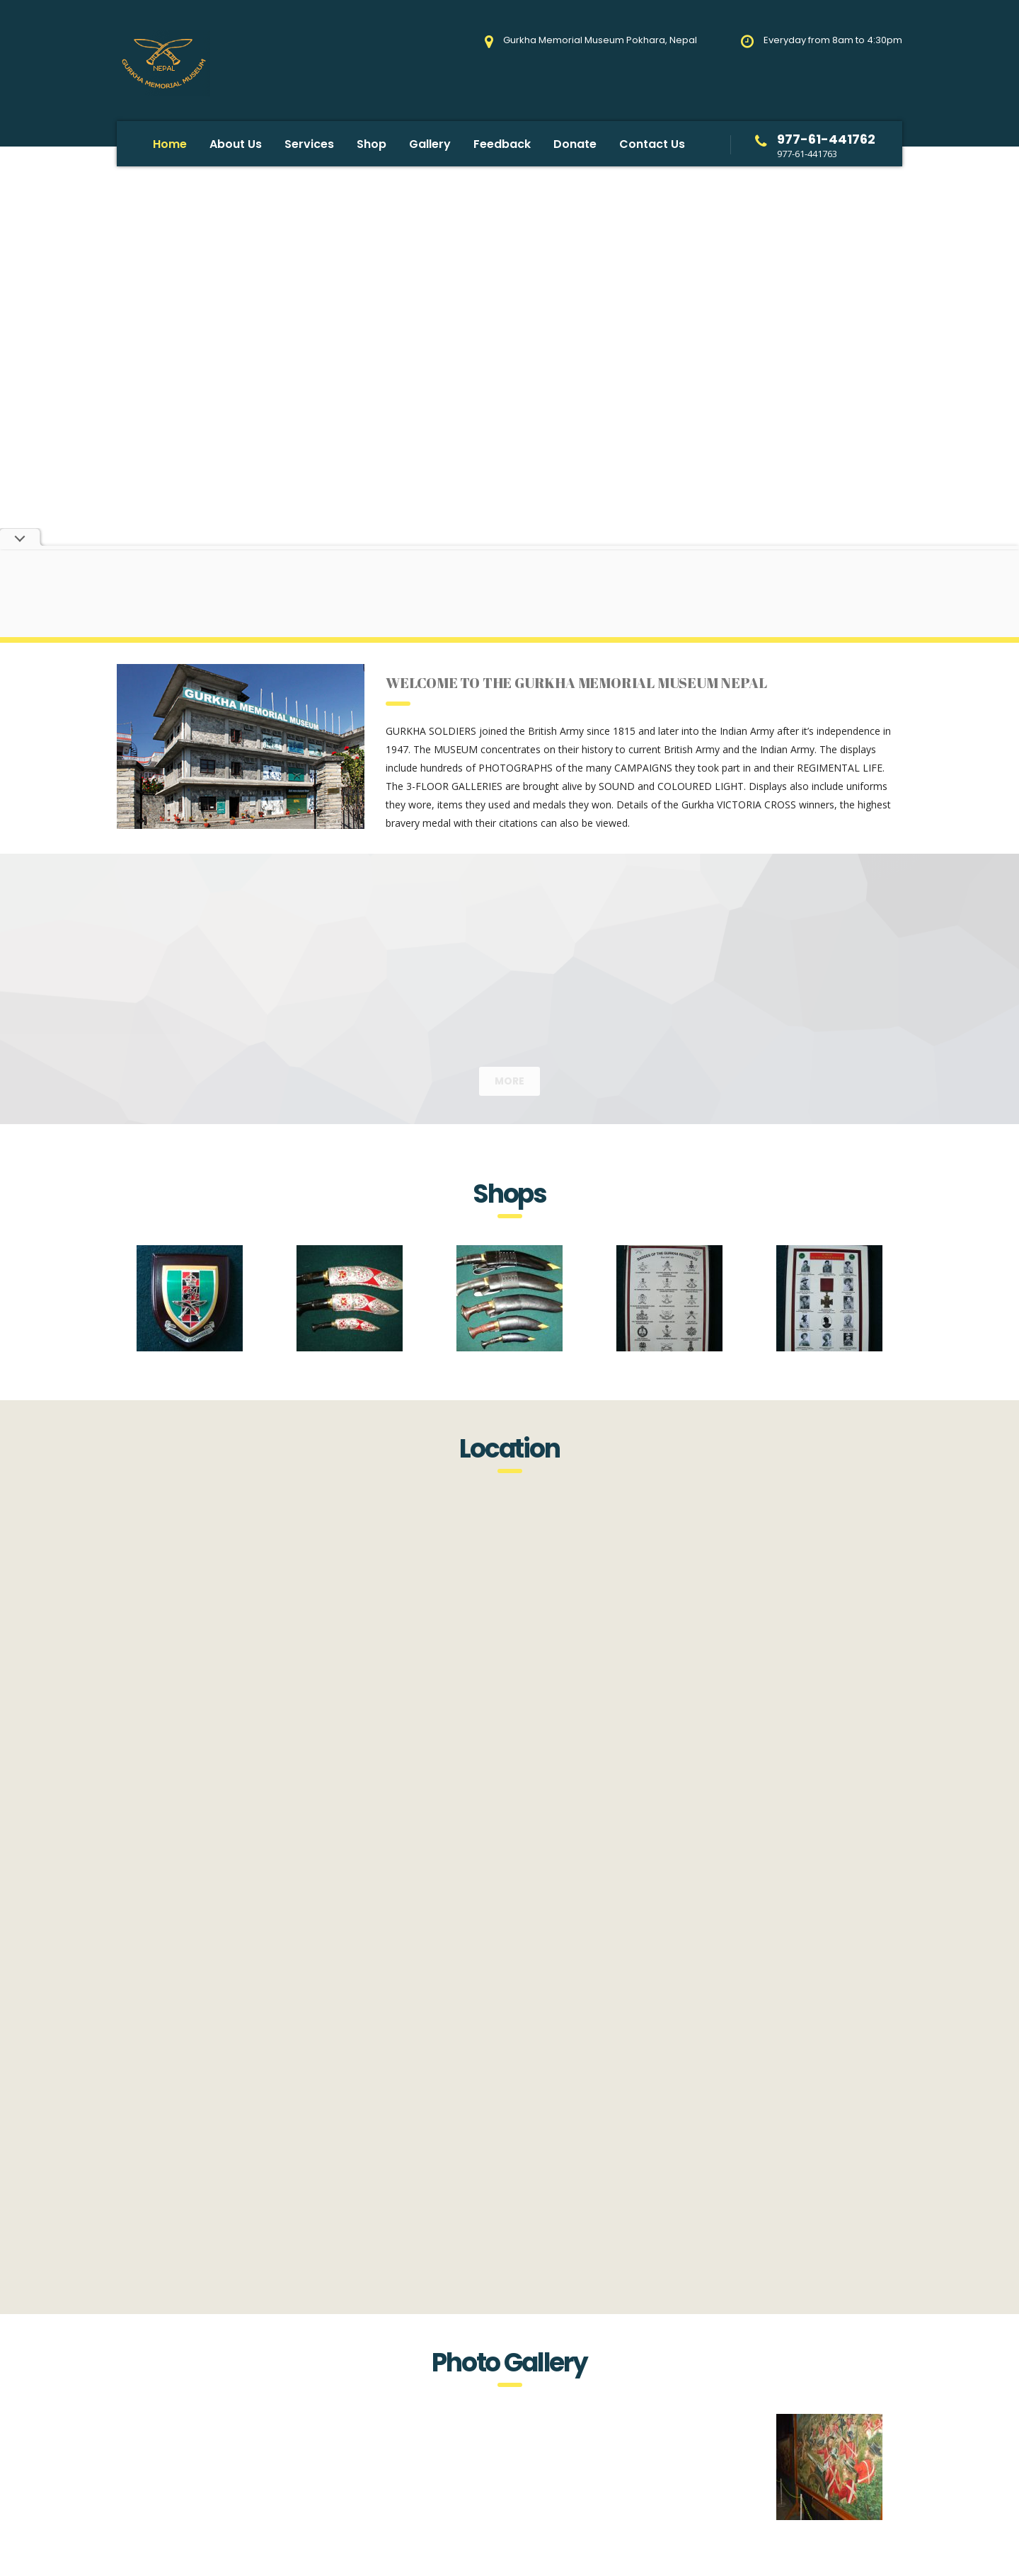 NEPAL
GURKHA MEMORIAL MUSEUM
Gurkha Memorial Museum Pokhara, Nepal
Everyday from 8am to 4:30pm
Home About Us Services Shop Gallery Feedback Donate Contact Us
977-61-441762
977-61-441763
GURKHA MEMORIAL MUSEUM
WELCOME TO THE GURKHA MEMORIAL MUSEUM NEPAL
GURKHA SOLDIERS joined the British Army since 1815 and later into the Indian Army after it’s independence in
1947. The MUSEUM concentrates on their history to current British Army and the Indian Army. The displays
include hundreds of PHOTOGRAPHS of the many CAMPAIGNS they took part in and their REGIMENTAL LIFE.
The 3-FLOOR GALLERIES are brought alive by SOUND and COLOURED LIGHT. Displays also include uniforms
they wore, items they used and medals they won. Details of the Gurkha VICTORIA CROSS winners, the highest
bravery medal with their citations can also be viewed.
MORE
Shops
BADGES OF THE GURKHA REGIMENTS
Location
Photo Gallery